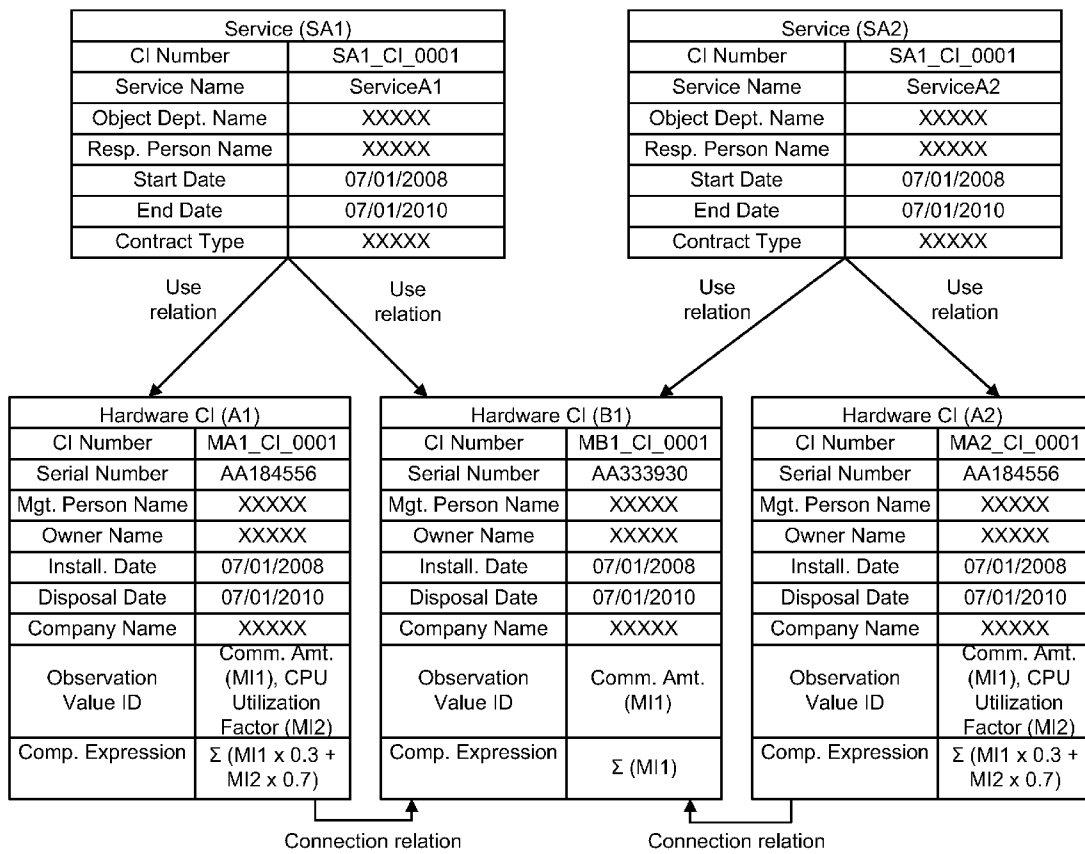 Service (SA1)
CI Number SA1_CI_0001
Service Name ServiceA1
Object Dept. Name XXXXX
Resp. Person Name XXXXX
Start Date 07/01/2008
End Date 07/01/2010
Contract Type XXXXX
Service (SA2)
CI Number SA1_CI_0001
Service Name ServiceA2
Object Dept. Name XXXXX
Resp. Person Name XXXXX
Start Date 07/01/2008
End Date 07/01/2010
Contract Type XXXXX
Use
relation
Use
relation
Use
relation
Use
relation
Hardware CI (A1)
CI Number MA1_CI_0001
Serial Number AA184556
Mgt. Person Name XXXXX
Owner Name XXXXX
Install. Date 07/01/2008
Disposal Date 07/01/2010
Company Name XXXXX
Observation
Value ID
Comm. Amt.
(MI1), CPU
Utilization
Factor (MI2)
Comp. Expression
Σ (MI1 x 0.3 +
MI2 x 0.7)
Hardware CI (B1)
CI Number MB1_CI_0001
Serial Number AA333930
Mgt. Person Name XXXXX
Owner Name XXXXX
Install. Date 07/01/2008
Disposal Date 07/01/2010
Company Name XXXXX
Observation
Value ID
Comm. Amt.
(MI1)
Comp. Expression
Σ (MI1)
Hardware CI (A2)
CI Number MA2_CI_0001
Serial Number AA184556
Mgt. Person Name XXXXX
Owner Name XXXXX
Install. Date 07/01/2008
Disposal Date 07/01/2010
Company Name XXXXX
Observation
Value ID
Comm. Amt.
(MI1), CPU
Utilization
Factor (MI2)
Comp. Expression
Σ (MI1 x 0.3 +
MI2 x 0.7)
Connection relation
Connection relation